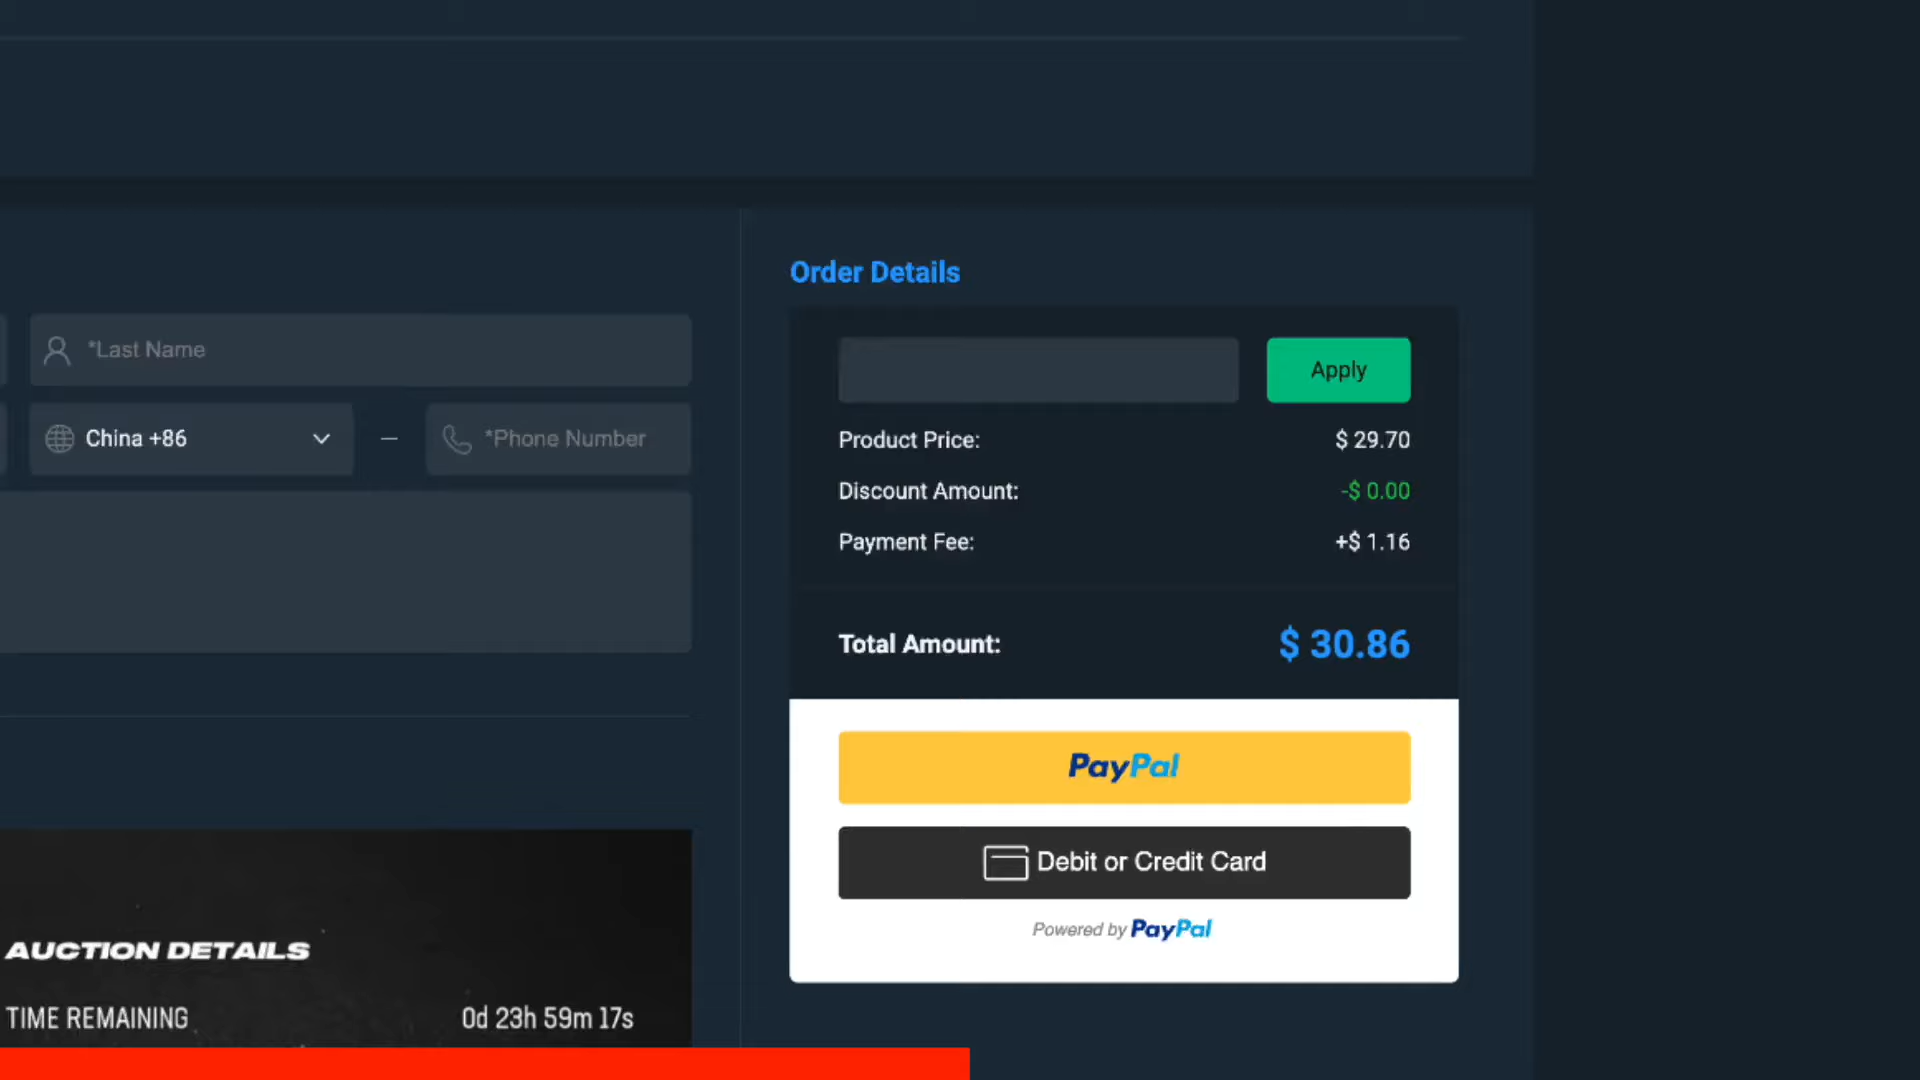 Order Details
*Last Name
Apply
China +86
—
*Phone Number
Product Price:
$ 29.70
Discount Amount:
-$ 0.00
Payment Fee:
+$ 1.16
Total Amount:
$ 30.86
PayPal
Debit or Credit Card
Powered by PayPal
AUCTION DETAILS
TIME REMAINING
0d 23h 59m 17s